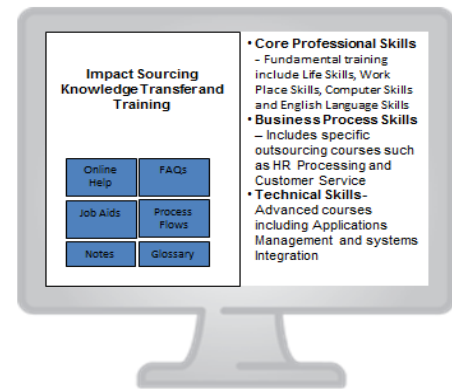 Impact Sourcing
Knowledge Transferand
Training
Online
Help
FAQs
Job Aids
Process
Flows
Notes
Glossary
• Core Professional Skills
- Fundamental training
include Life Skills, Work
Place Skills, Computer Skills
and English Language Skills
• Business Process Skills
– Includes specific
outsourcing courses such
as HR Processing and
Customer Service
• Technical Skills-
Advanced courses
including Applications
Management and systems
Integration